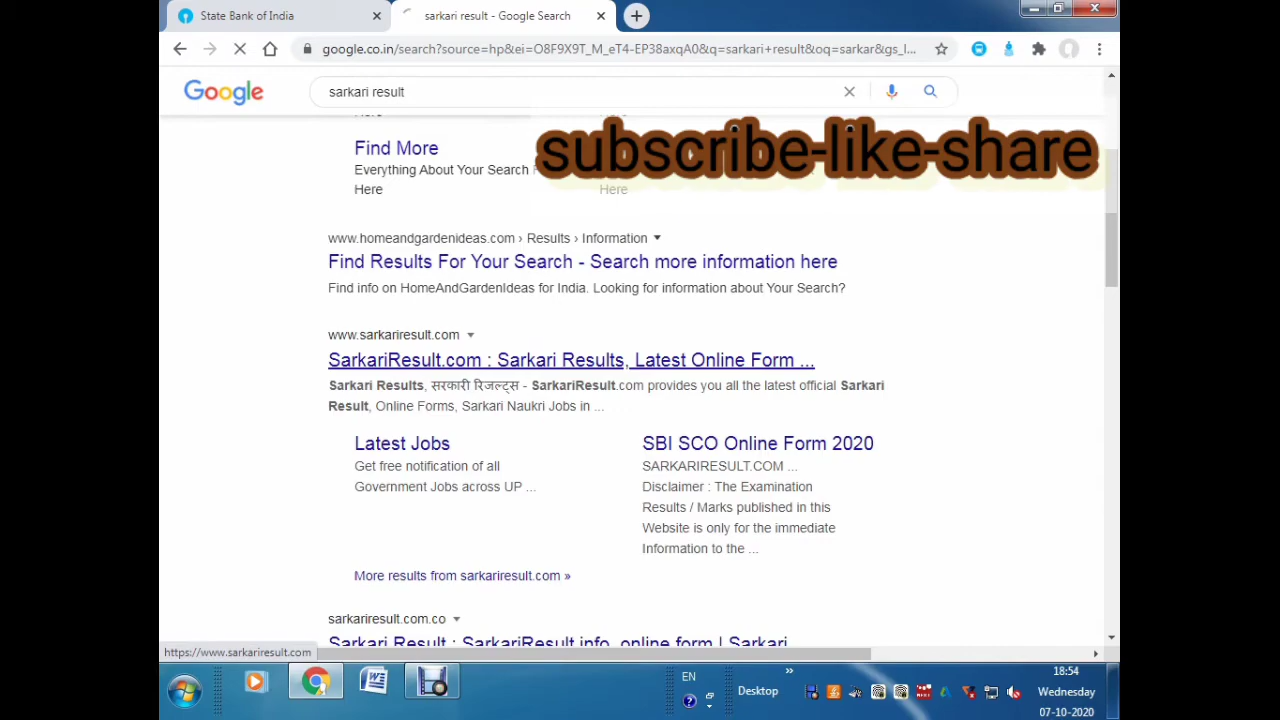 State Bank of India
sarkari result - Google Search
google.co.in/search?source=hp&ei=O8F9X9T_M_eT4-EP38axqA0&q=sarkari+result&oq=sarkar&gs_l...
Google
sarkari result
subscribe-like-share
Find More
Everything About Your Search
Here
Here
www.homeandgardenideas.com › Results › Information
Find Results For Your Search - Search more information here
Find info on HomeAndGardenIdeas for India. Looking for information about Your Search?
www.sarkariresult.com
SarkariResult.com : Sarkari Results, Latest Online Form ...
Sarkari Results, सरकारी रिजल्ट्स - SarkariResult.com provides you all the latest official Sarkari
Result, Online Forms, Sarkari Naukri Jobs in ...
Latest Jobs
Get free notification of all
Government Jobs across UP ...
SBI SCO Online Form 2020
SARKARIRESULT.COM ...
Disclaimer : The Examination
Results / Marks published in this
Website is only for the immediate
Information to the ...
More results from sarkariresult.com »
sarkariresult.com.co
Sarkari Result : SarkariResult info, online form | Sarkari
https://www.sarkariresult.com
EN
Desktop
18:54
Wednesday
07-10-2020